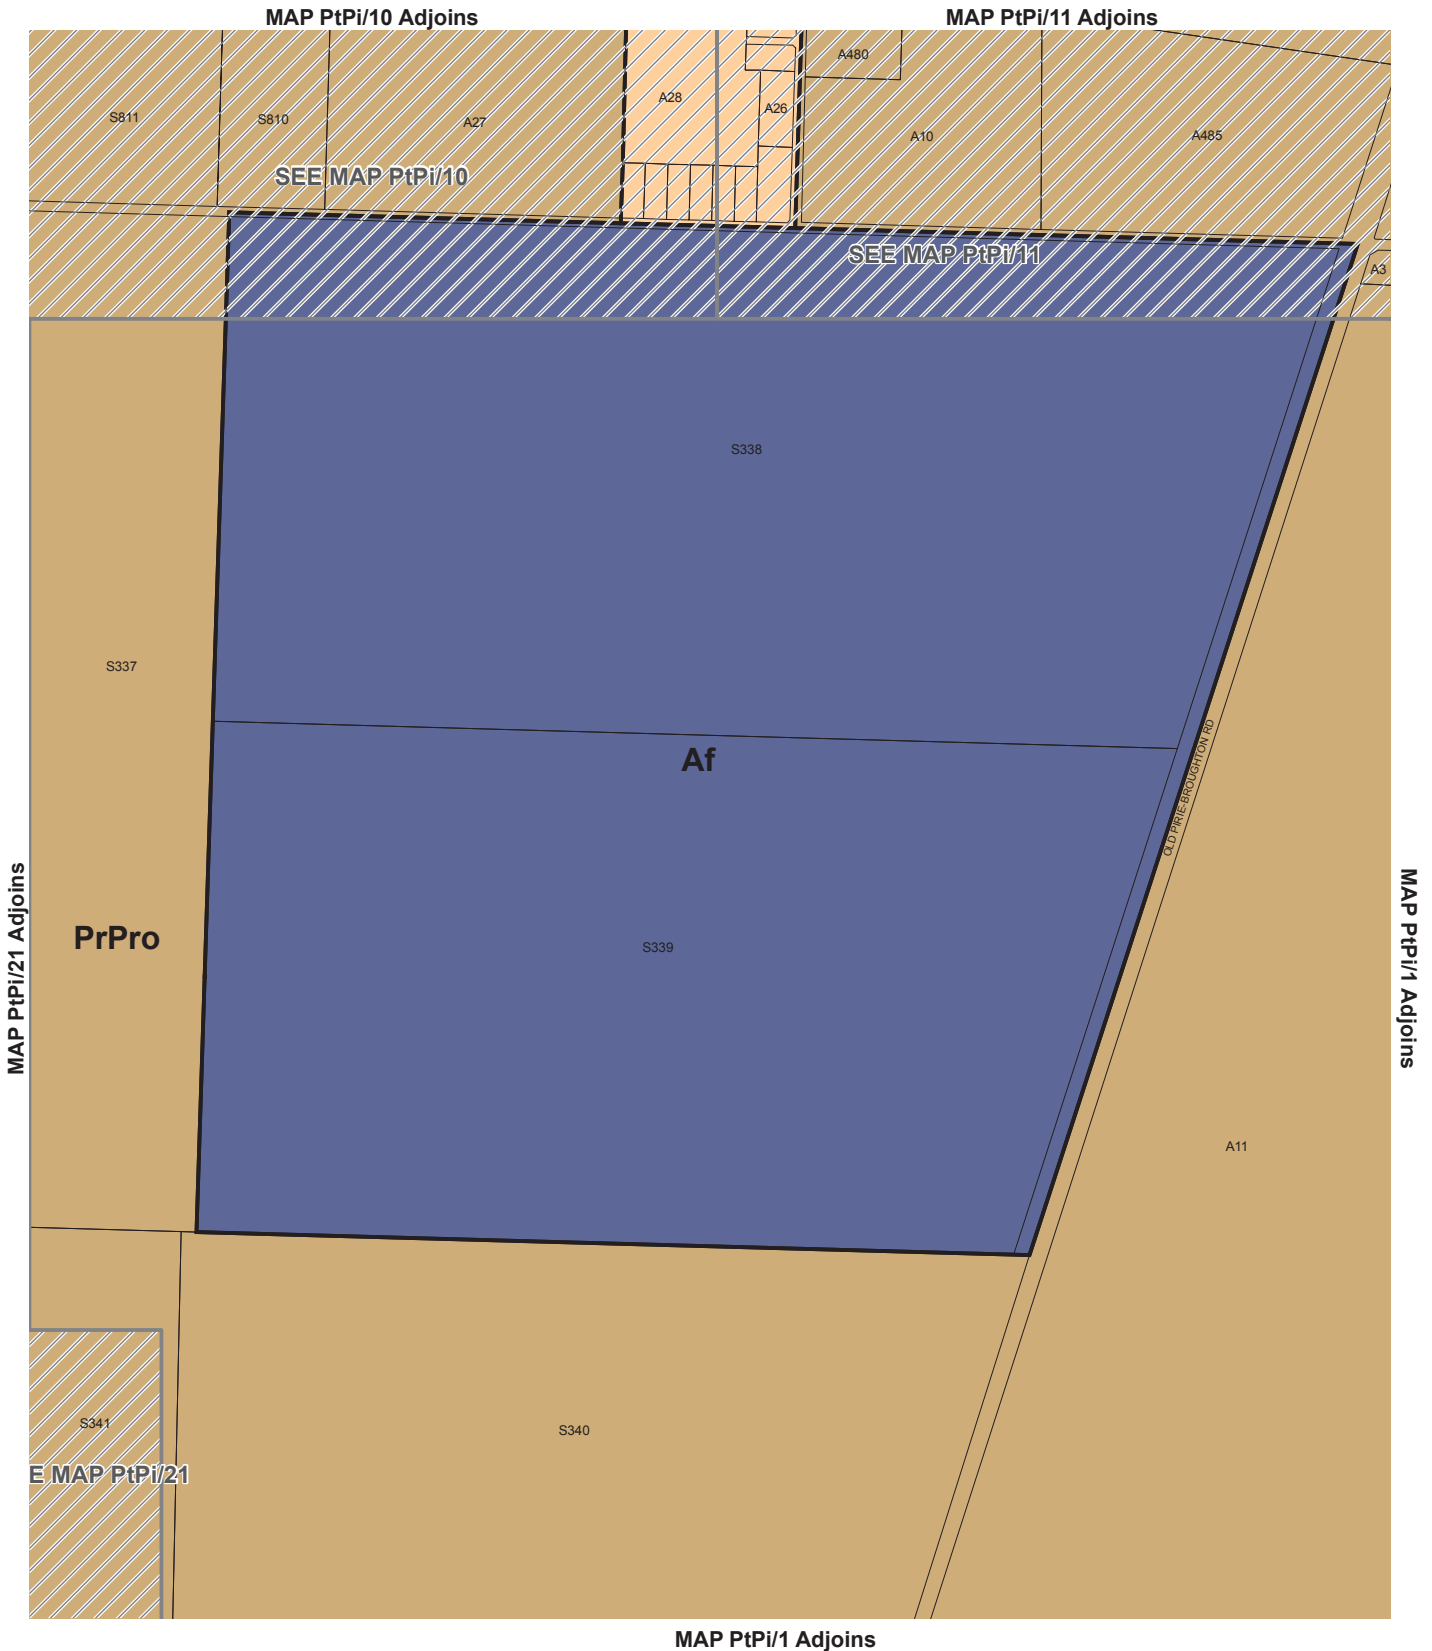 MAP PtPi/10 Adjoins
MAP PtPi/11 Adjoins
A480
A28
A26
S811
S810
A27
A10
A485
SEE MAP PtPi/10
SEE MAP PtPi/11
A3
S338
S337
OLD PIRIE-BROUGHTON RD
Af
PrPro
S339
MAP PtPi/21 Adjoins
MAP PtPi/1 Adjoins
A11
S341
S340
E MAP PtPi/21
MAP PtPi/1 Adjoins